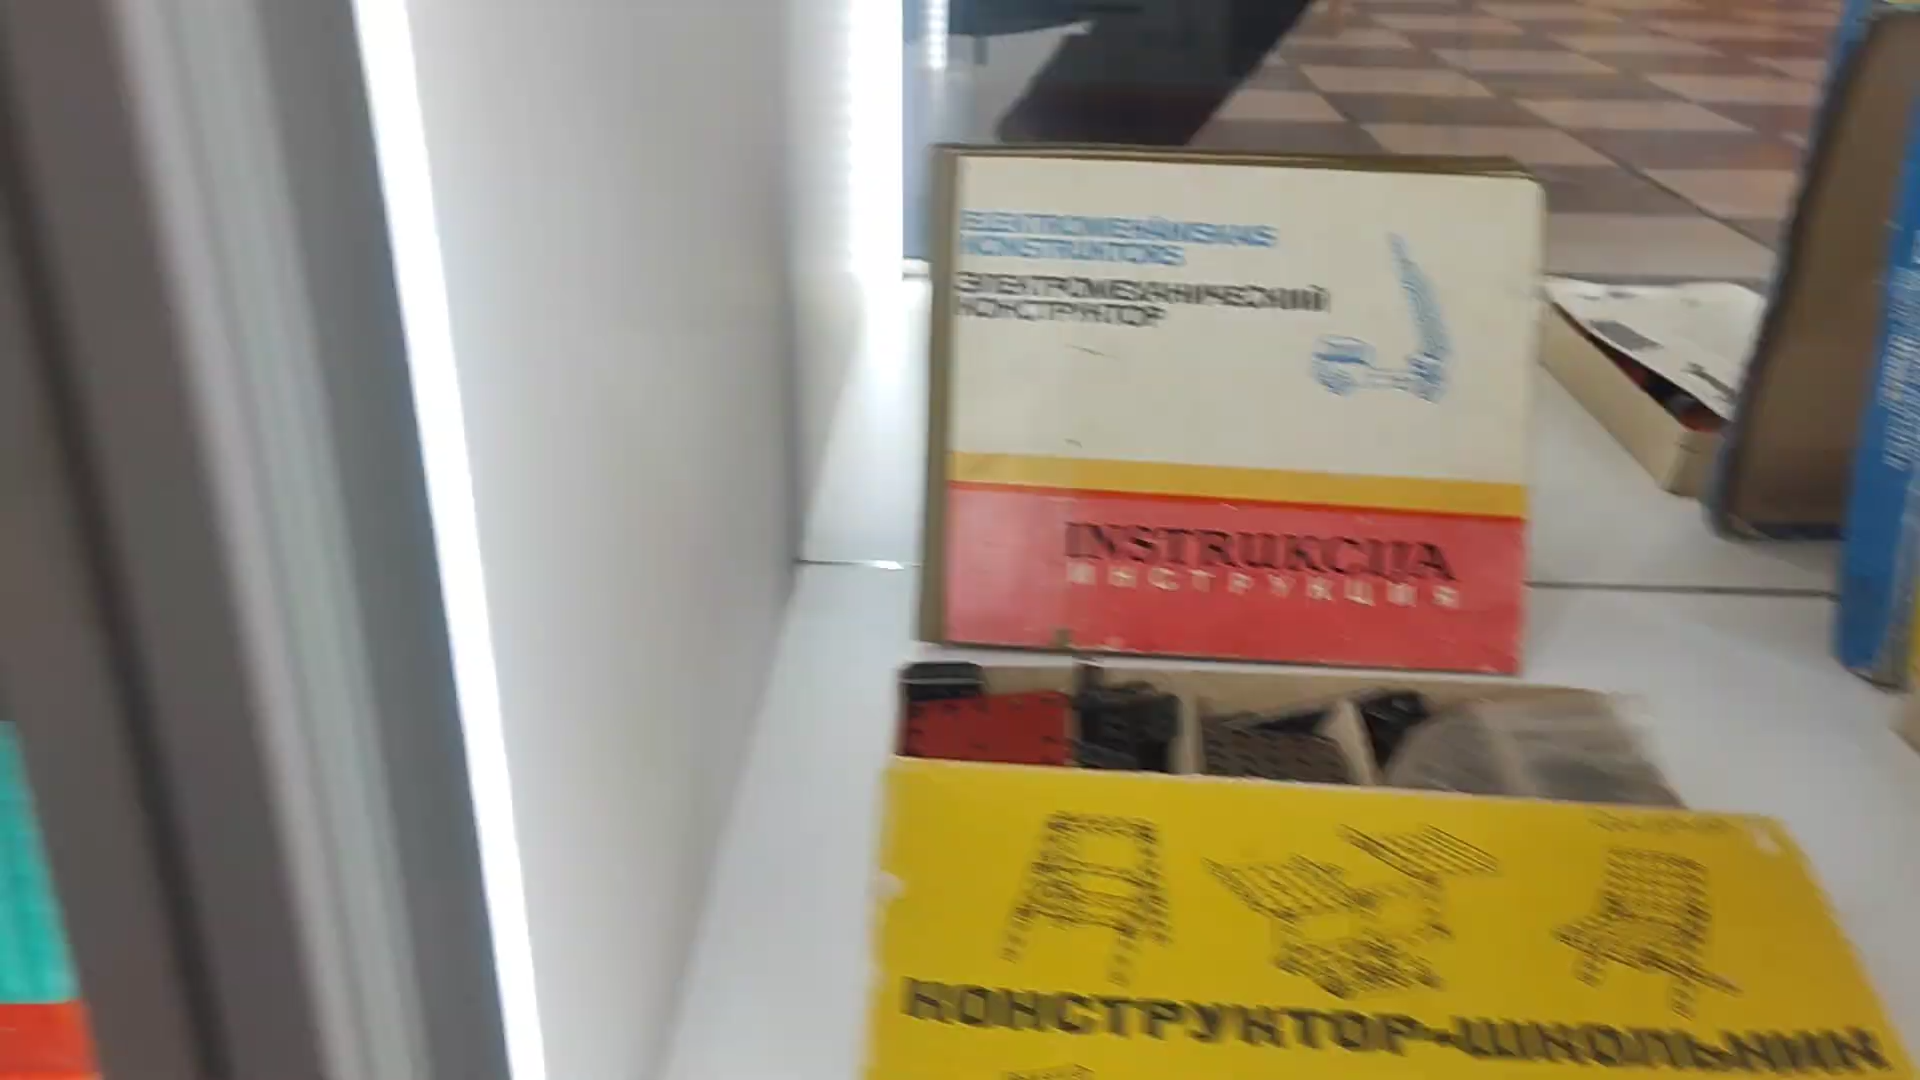 ELEKTROMEHĀNISKAIS
KONSTRUKTORS
ЭЛЕКТРОМЕХАНИЧЕСКИЙ
КОНСТРУКТОР
INSTRUKCIJA
ИНСТРУКЦИЯ
КОНСТРУКТОР-ШКОЛЬНИК